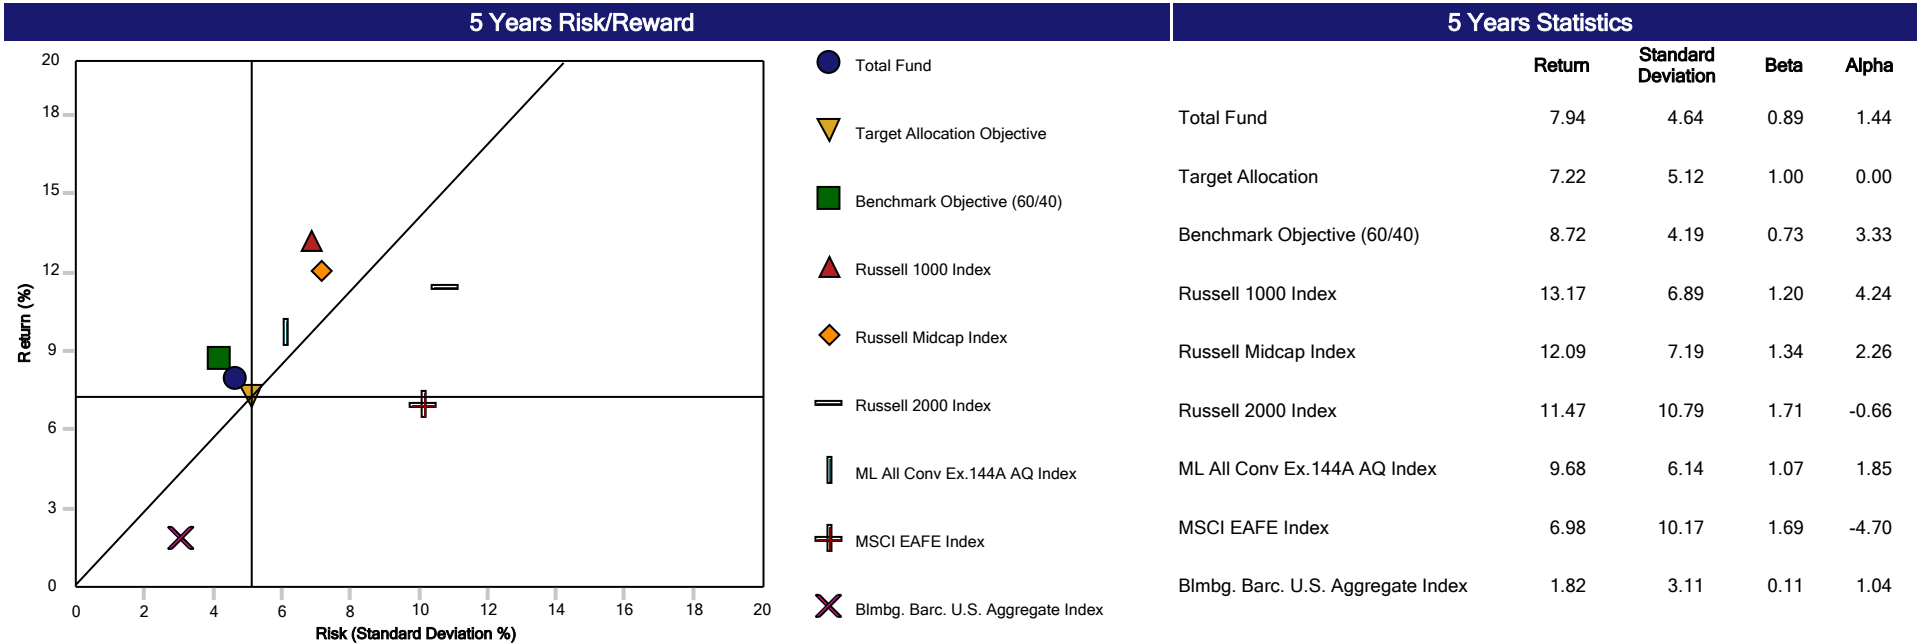 5 Years Risk/Reward
20
18
15
12
9
6
3
0
Return (%)
0 2 4 6 8 10 12 14 16 18 20
Risk (Standard Deviation %)
Total Fund
Target Allocation Objective
Benchmark Objective (60/40)
Russell 1000 Index
Russell Midcap Index
Russell 2000 Index
ML All Conv Ex.144A AQ Index
MSCI EAFE Index
Blmbg. Barc. U.S. Aggregate Index
5 Years Statistics
Return Standard Deviation Beta Alpha
Total Fund 7.94 4.64 0.89 1.44
Target Allocation 7.22 5.12 1.00 0.00
Benchmark Objective (60/40) 8.72 4.19 0.73 3.33
Russell 1000 Index 13.17 6.89 1.20 4.24
Russell Midcap Index 12.09 7.19 1.34 2.26
Russell 2000 Index 11.47 10.79 1.71 -0.66
ML All Conv Ex.144A AQ Index 9.68 6.14 1.07 1.85
MSCI EAFE Index 6.98 10.17 1.69 -4.70
Blmbg. Barc. U.S. Aggregate Index 1.82 3.11 0.11 1.04